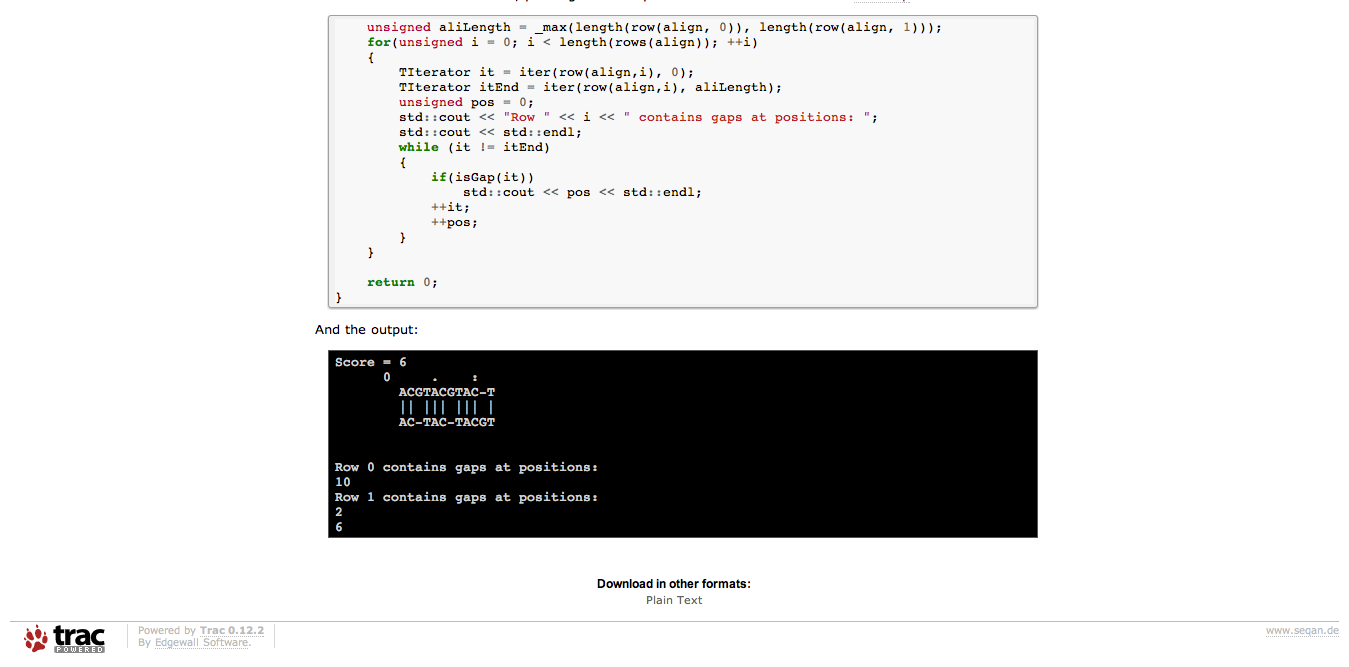 unsigned aliLength = _max(length(row(align, 0)), length(row(align, 1)));
for(unsigned i = 0; i < length(rows(align)); ++i)
{
TIterator it = iter(row(align,i), 0);
TIterator itEnd = iter(row(align,i), aliLength);
unsigned pos = 0;
std::cout << "Row " << i << " contains gaps at positions: ";
std::cout << std::endl;
while (it != itEnd)
{
if(isGap(it))
std::cout << pos << std::endl;
++it;
++pos;
}
}
return 0;
}
And the output:
Score = 6
0 . :
ACGTACGTAC-T
|| ||| ||| |
AC-TAC-TACGT
Row 0 contains gaps at positions:
10
Row 1 contains gaps at positions:
2
6
Download in other formats:
Plain Text
trac
POWERED
Powered by Trac 0.12.2
By Edgewall Software.
www.seqan.de